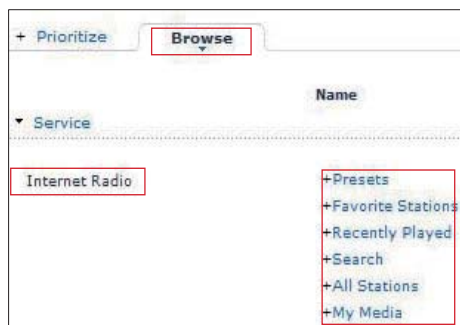 + Prioritize Browse
Name
Service
Internet Radio +Presets
+Favorite Stations
+Recently Played
+Search
+All Stations
+My Media